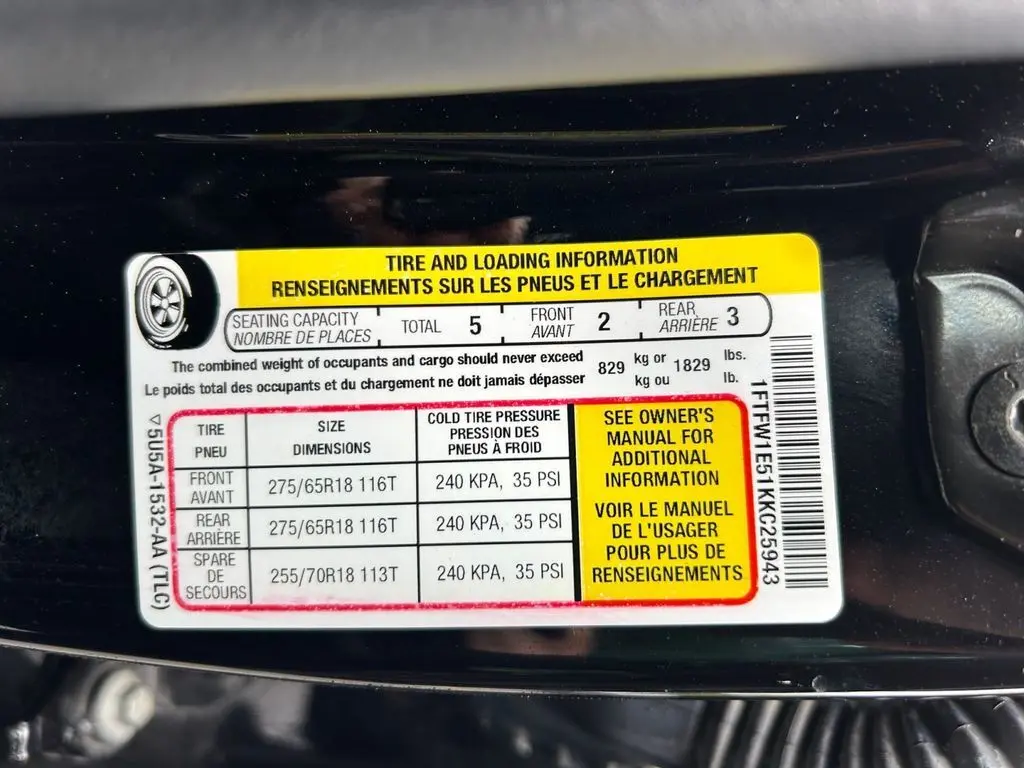 TIRE AND LOADING INFORMATION
RENSEIGNEMENTS SUR LES PNEUS ET LE CHARGEMENT
SEATING CAPACITY TOTAL 5 FRONT 2 REAR 3
NOMBRE DE PLACES AVANT ARRIÈRE
The combined weight of occupants and cargo should never exceed 829 kg or 1829 lbs.
Le poids total des occupants et du chargement ne doit jamais dépasser kg ou lb.
TIRE
PNEU
SIZE
DIMENSIONS
COLD TIRE PRESSURE
PRESSION DES
PNEUS À FROID
FRONT
AVANT
275/65R18 116T
240 KPA, 35 PSI
REAR
ARRIÈRE
275/65R18 116T
240 KPA, 35 PSI
SPARE
DE
SECOURS
255/70R18 113T
240 KPA, 35 PSI
SEE OWNER'S
MANUAL FOR
ADDITIONAL
INFORMATION
VOIR LE MANUEL
DE L'USAGER
POUR PLUS DE
RENSEIGNEMENTS
5U5A-1532-AA (TLC)
1FTFW1E51KKC25943